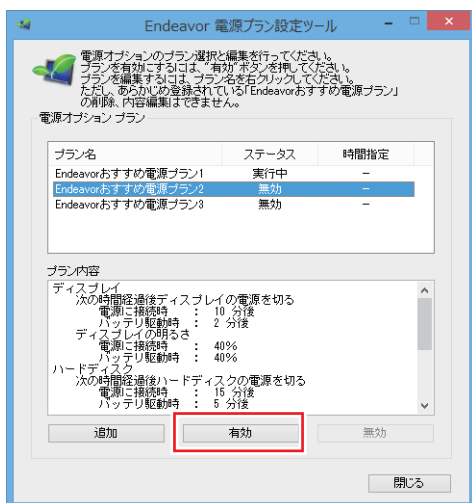 Endeavor 電源プラン設定ツール
電源オプションのプラン選択と編集を行ってください。
プランを有効にするには、"有効"ボタンを押してください。
プランを編集するには、プラン名を右クリックしてください。
ただし、あらかじめ登録されている「Endeavorおすすめ電源プラン」
の削除、内容編集はできません。
電源オプション プラン
プラン名 ステータス 時間指定
Endeavorおすすめ電源プラン1 実行中 -
Endeavorおすすめ電源プラン2 無効 -
Endeavorおすすめ電源プラン3 無効 -
プラン内容
ディスプレイ
次の時間経過後ディスプレイの電源を切る
電源に接続時 : 10 分後
バッテリ駆動時 : 2 分後
ディスプレイの明るさ
電源に接続時 : 40%
バッテリ駆動時 : 40%
ハードディスク
次の時間経過後ハードディスクの電源を切る
電源に接続時 : 15 分後
バッテリ駆動時 : 5 分後
追加 有効 無効
閉じる